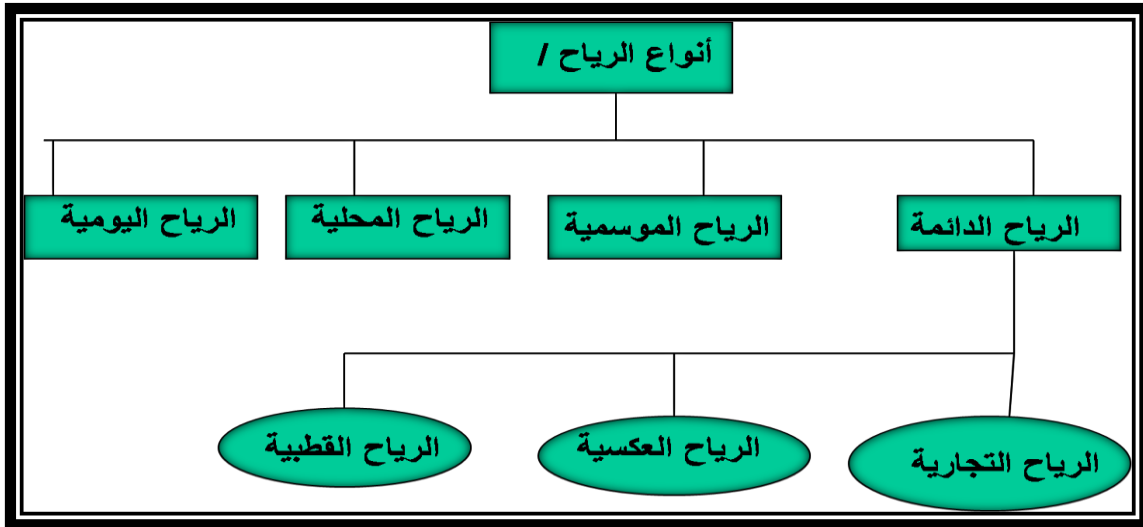 أنواع الرياح /
الرياح الدائمة
الرياح الموسمية
الرياح المحلية
الرياح اليومية
الرياح التجارية
الرياح العكسية
الرياح القطبية